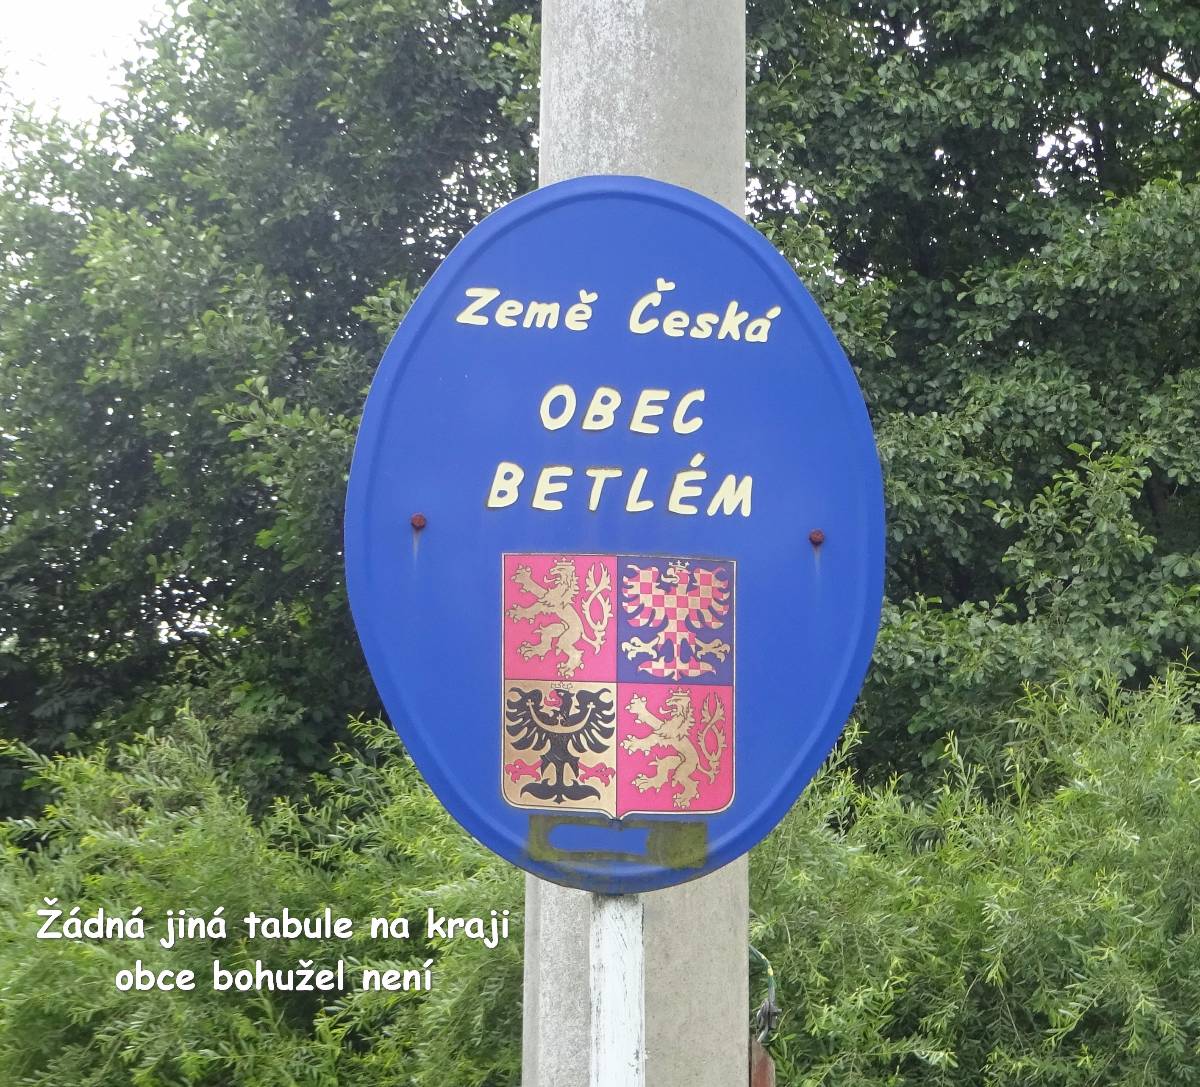 Země Česká
OBEC
BETLÉM
Žádná jiná tabule na kraji
obce bohužel není